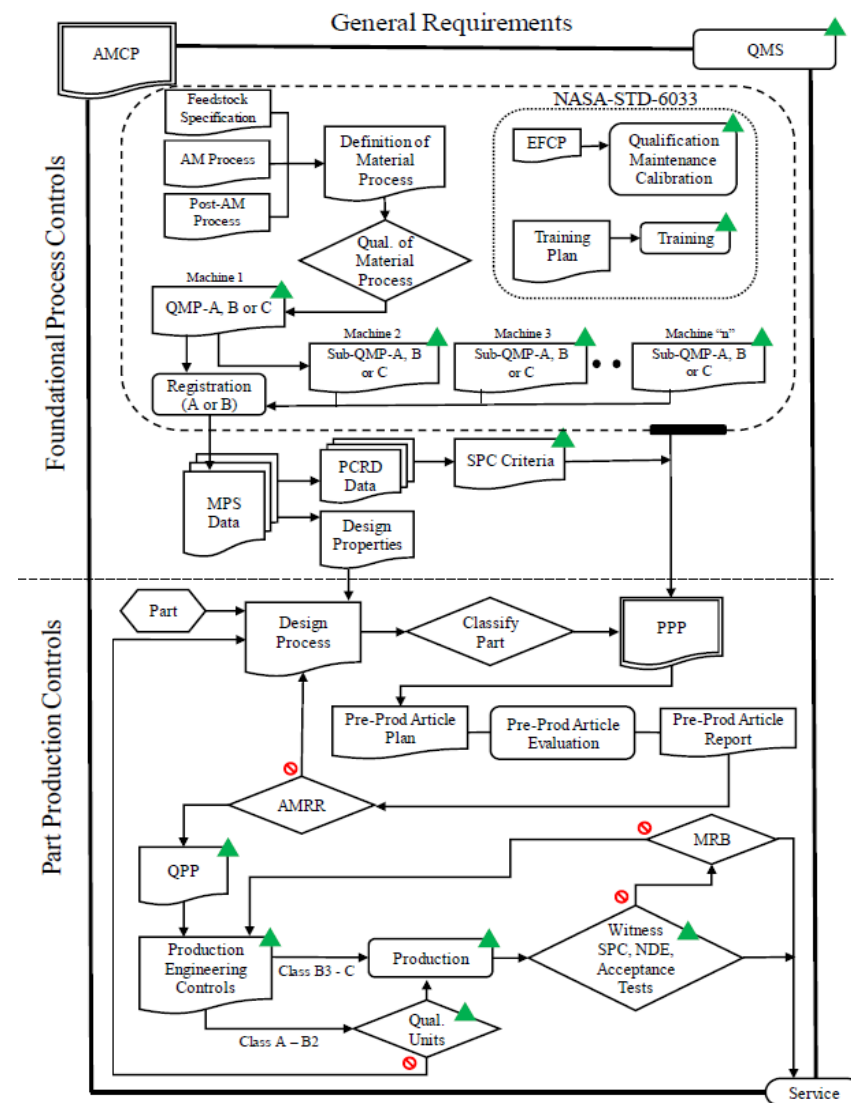 General Requirements
AMCP
QMS
Foundational Process Controls
NASA-STD-6033
Feedstock
Specification
AM Process
Post-AM
Process
Definition of
Material
Process
EFCP
Qualification
Maintenance
Calibration
Training
Plan
Training
Qual. of
Material
Process
Machine 1
QMP-A, B or C
Machine 2
Sub-QMP-A, B
or C
Machine 3
Sub-QMP-A, B
or C
Machine “n”
Sub-QMP-A, B
or C
Registration
(A or B)
MPS
Data
PCRD
Data
SPC Criteria
Design
Properties
Part Production Controls
Part
Design
Process
Classify
Part
PPP
Pre-Prod Article
Plan
Pre-Prod Article
Evaluation
Pre-Prod Article
Report
AMRR
MRB
QPP
Production
Engineering
Controls
Class B3 - C
Production
Witness
SPC, NDE,
Acceptance
Tests
Class A – B2
Qual.
Units
Service